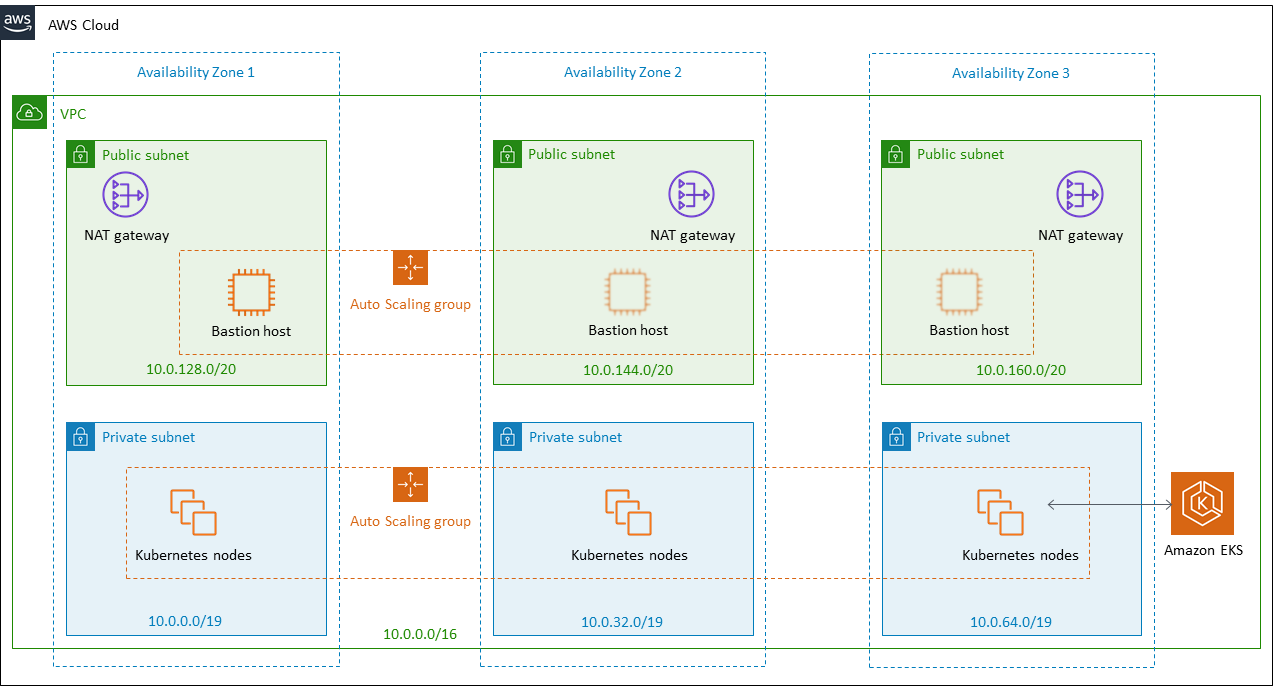 aws
AWS Cloud
Availability Zone 1
Availability Zone 2
Availability Zone 3
VPC
Public subnet
Public subnet
Public subnet
NAT gateway
NAT gateway
NAT gateway
Auto Scaling group
Bastion host
Bastion host
Bastion host
10.0.128.0/20
10.0.144.0/20
10.0.160.0/20
Private subnet
Private subnet
Private subnet
Auto Scaling group
K
Kubernetes nodes
Kubernetes nodes
Kubernetes nodes
Amazon EKS
10.0.0.0/19
10.0.32.0/19
10.0.64.0/19
10.0.0.0/16